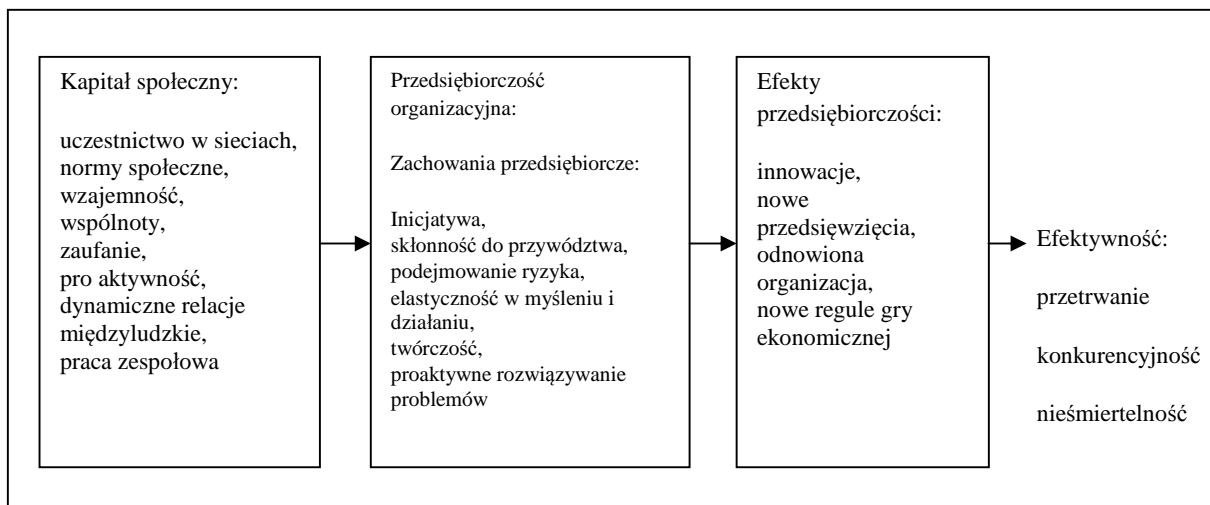 Kapitał społeczny:
uczestnictwo w sieciach,
normy społeczne,
wzajemność,
wspólnoty,
zaufanie,
pro aktywność,
dynamiczne relacje
międzyludzkie,
praca zespołowa
Przedsiębiorczość
organizacyjna:
Zachowania przedsiębiorcze:
Inicjatywa,
skłonność do przywództwa,
podejmowanie ryzyka,
elastyczność w myśleniu i
działaniu,
twórczość,
proaktywne rozwiązywanie
problemów
Efekty
przedsiębiorczości:
innowacje,
nowe
przedsięwzięcia,
odnowiona
organizacja,
nowe regule gry
ekonomicznej
Efektywność:
przetrwanie
konkurencyjność
nieśmiertelność